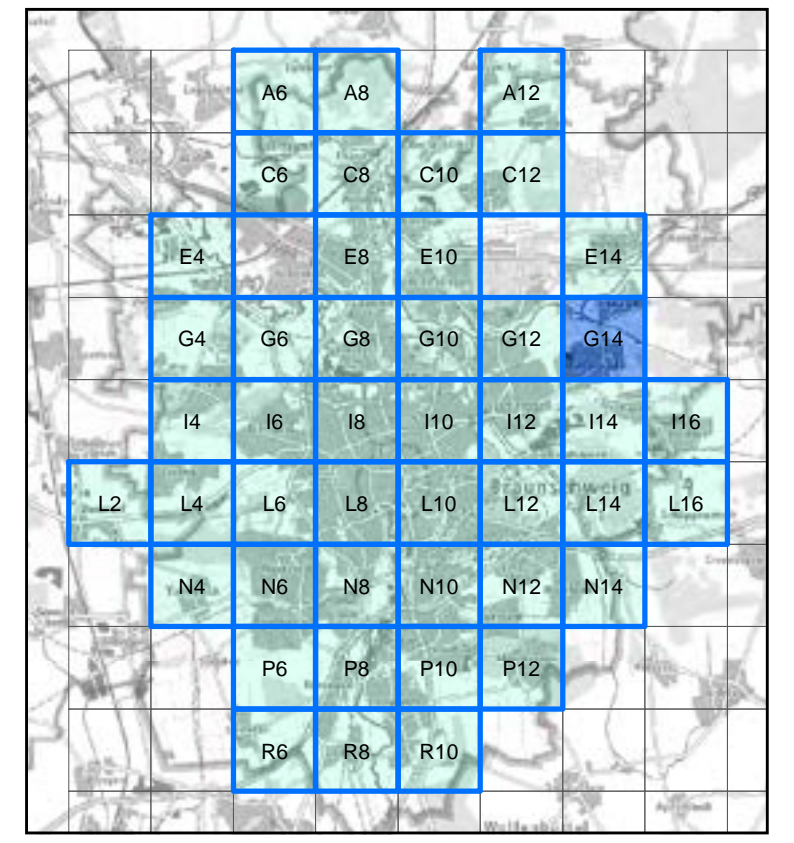 A6 A8 A12
C6 C8 C10 C12
E4 E8 E10 E14
G4 G6 G8 G10 G12 G14
I4 I6 I8 I10 I12 I14 I16
L2 L4 L6 L8 L10 L12 L14 L16
Braunschweig
N4 N6 N8 N10 N12 N14
P6 P8 P10 P12
R6 R8 R10
Wolfenbüttel